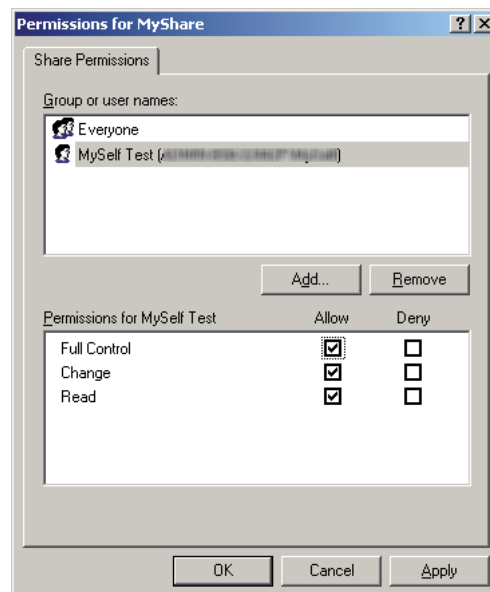 Permissions for MyShare
Share Permissions
Group or user names:
Everyone
MySelf Test (
Add... Remove
Permissions for MySelf Test Allow Deny
Full Control
Change
Read
OK Cancel Apply